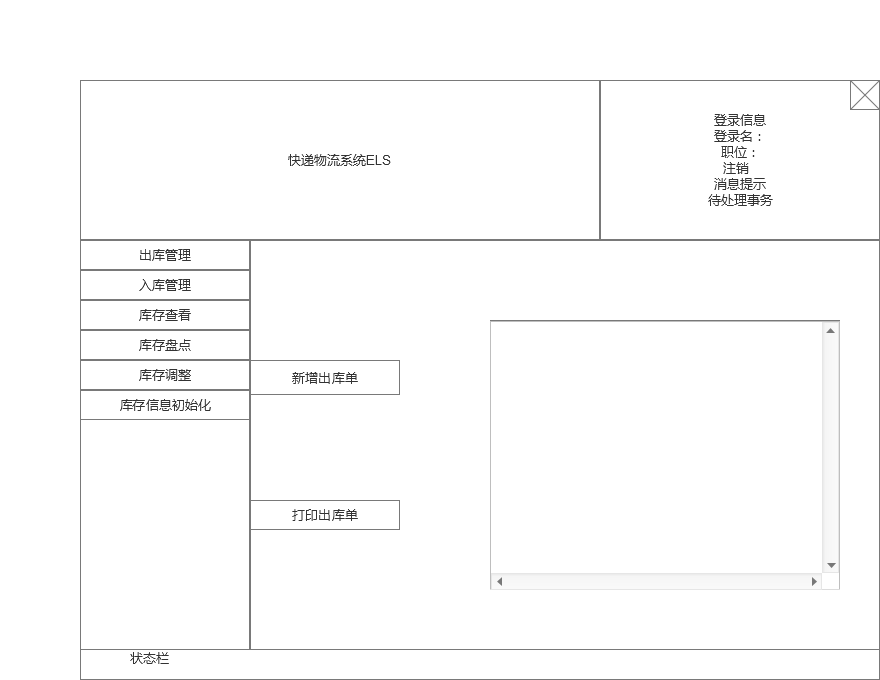 快递物流系统ELS
登录信息
登录名：
职位：
注销
消息提示
待处理事务
出库管理
入库管理
库存查看
库存盘点
库存调整
库存信息初始化
新增出库单
打印出库单
状态栏